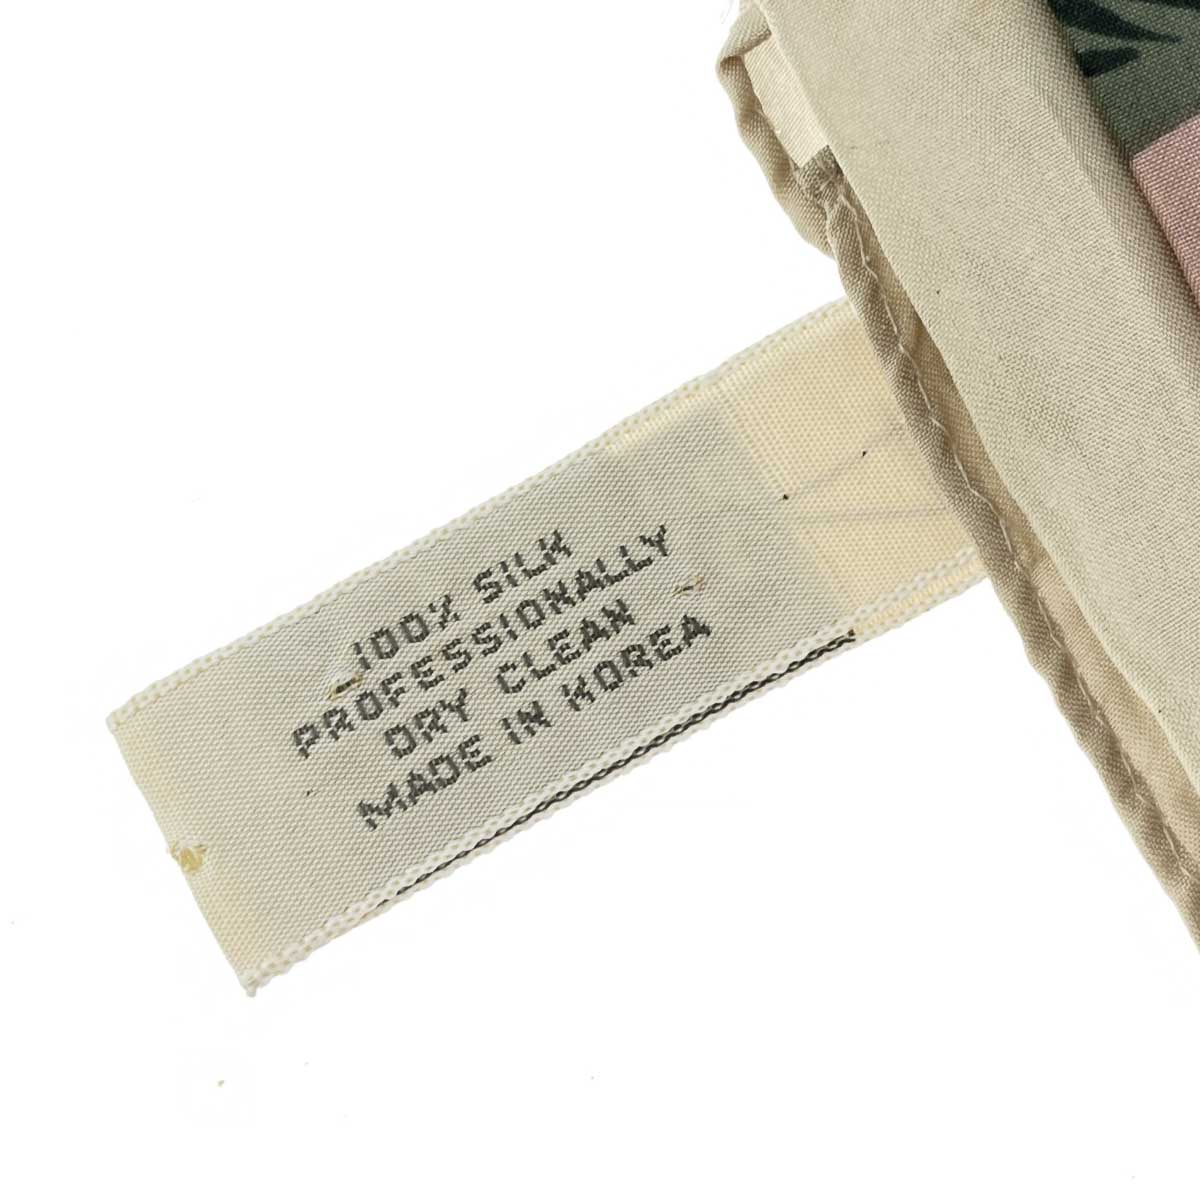 100% SILK
PROFESSIONALLY
DRY CLEAN
MADE IN KOREA